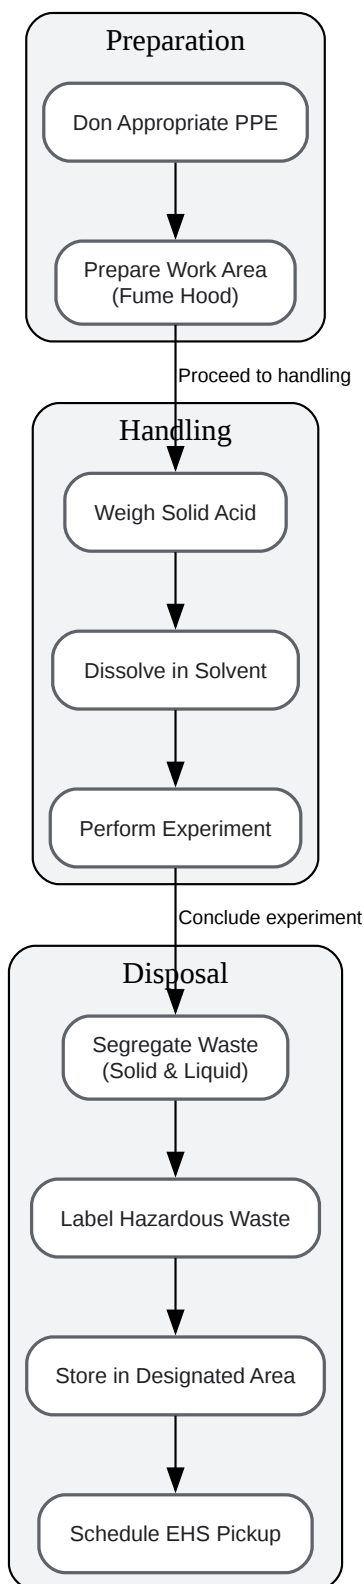 Preparation
Don Appropriate PPE
Prepare Work Area
(Fume Hood)
Proceed to handling
Handling
Weigh Solid Acid
Dissolve in Solvent
Perform Experiment
Conclude experiment
Disposal
Segregate Waste
(Solid & Liquid)
Label Hazardous Waste
Store in Designated Area
Schedule EHS Pickup